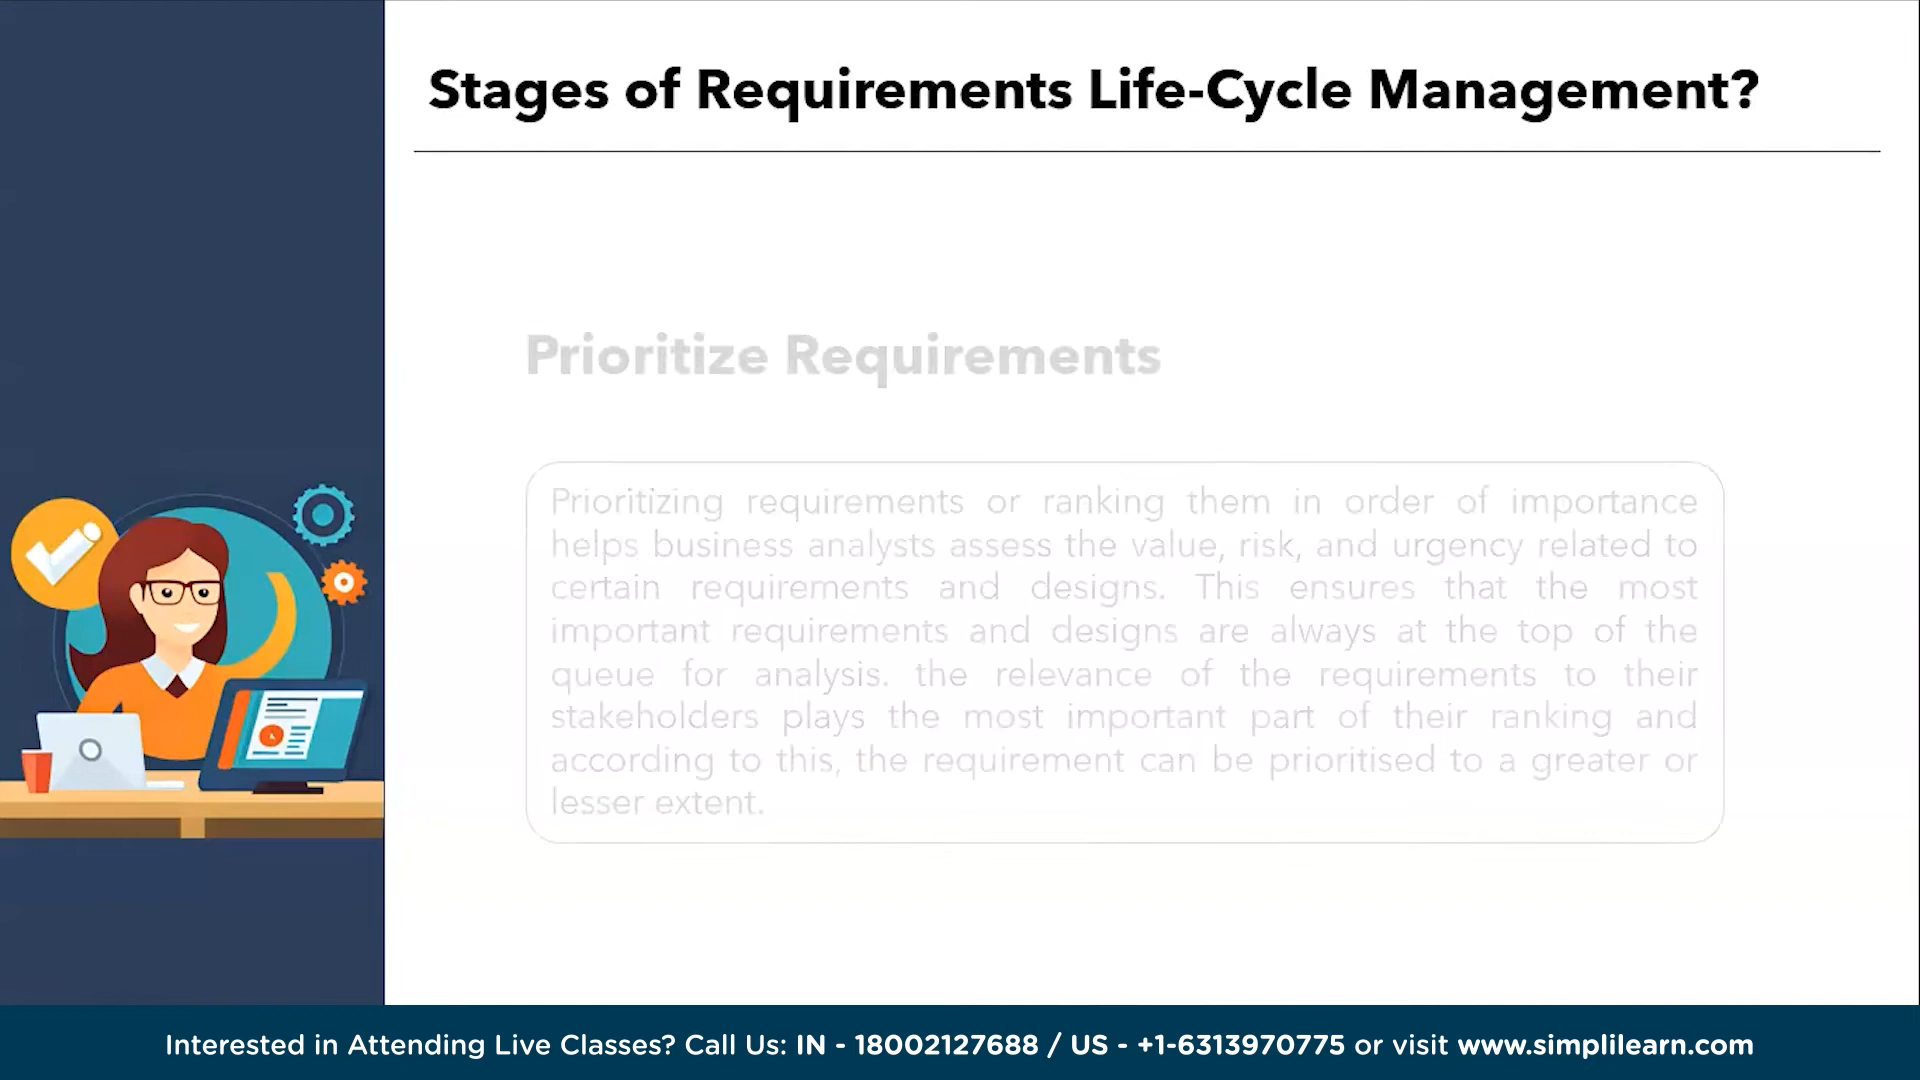 Stages of Requirements Life-Cycle Management?
Prioritize Requirements
Prioritizing requirements or ranking them in order of importance
helps business analysts assess the value, risk, and urgency related to
certain requirements and designs. This ensures that the most
important requirements and designs are always at the top of the
queue for analysis. the relevance of the requirements to their
stakeholders plays the most important part of their ranking and
according to this, the requirement can be prioritised to a greater or
lesser extent.
Interested in Attending Live Classes? Call Us: IN - 18002127688 / US - +1-6313970775 or visit www.simplilearn.com